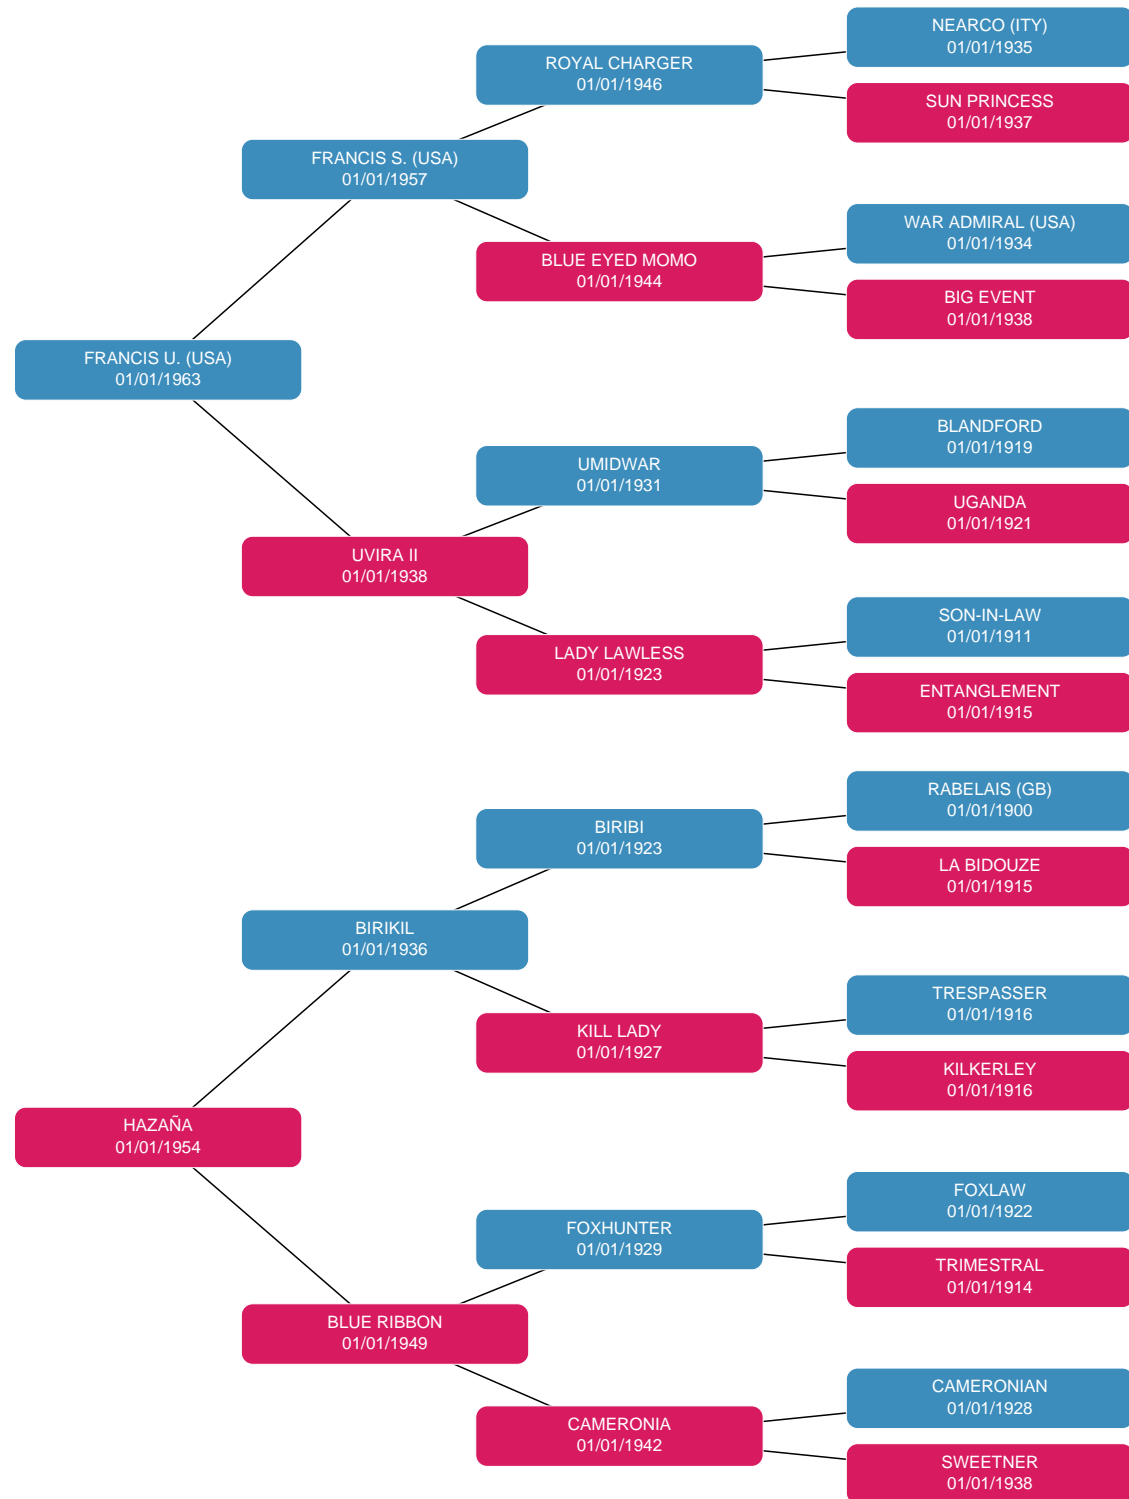 NEARCO (ITY)
01/01/1935
ROYAL CHARGER
01/01/1946
SUN PRINCESS
01/01/1937
FRANCIS S. (USA)
01/01/1957
WAR ADMIRAL (USA)
01/01/1934
BLUE EYED MOMO
01/01/1944
BIG EVENT
01/01/1938
FRANCIS U. (USA)
01/01/1963
BLANDFORD
01/01/1919
UMIDWAR
01/01/1931
UGANDA
01/01/1921
UVIRA II
01/01/1938
SON-IN-LAW
01/01/1911
LADY LAWLESS
01/01/1923
ENTANGLEMENT
01/01/1915
RABELAIS (GB)
01/01/1900
BIRIBI
01/01/1923
LA BIDOUZE
01/01/1915
BIRIKIL
01/01/1936
TRESPASSER
01/01/1916
KILL LADY
01/01/1927
KILKERLEY
01/01/1916
HAZAÑA
01/01/1954
FOXLAW
01/01/1922
FOXHUNTER
01/01/1929
TRIMESTRAL
01/01/1914
BLUE RIBBON
01/01/1949
CAMERONIAN
01/01/1928
CAMERONIA
01/01/1942
SWEETNER
01/01/1938